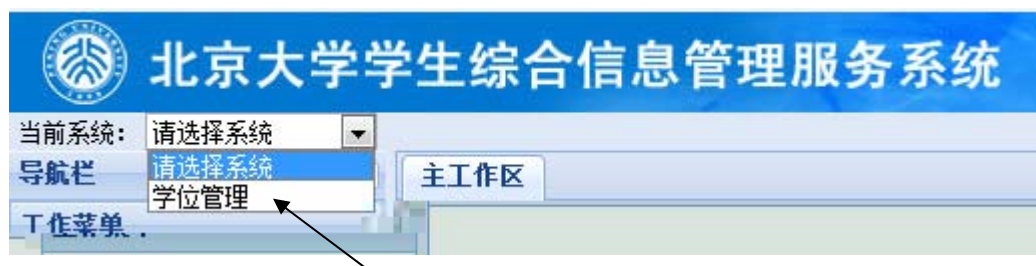 北京大学学生综合信息管理服务系统
当前系统: 请选择系统
导航栏 请选择系统 主工作区
学位管理
工作菜单